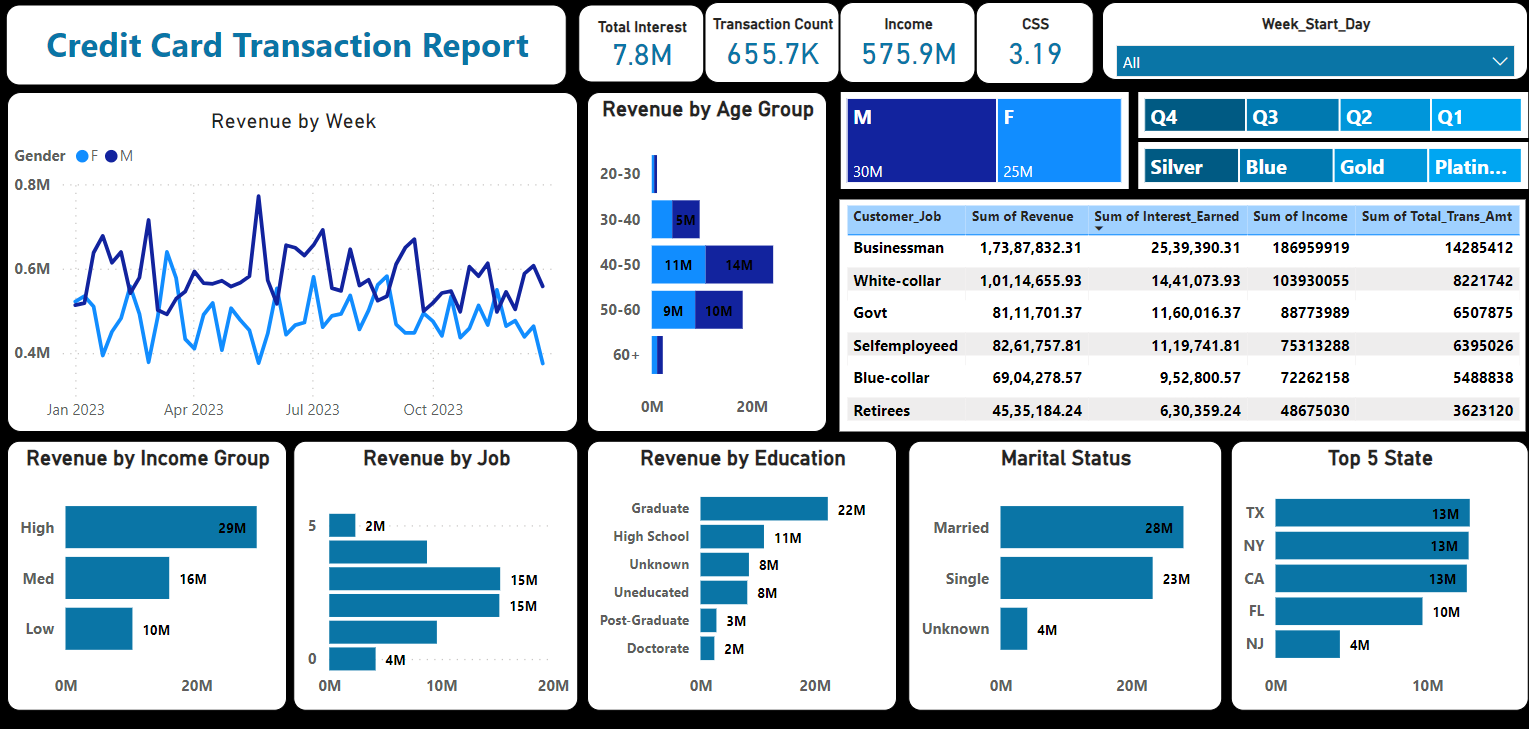 Credit Card Transaction Report
Total Interest
7.8M
Transaction Count
655.7K
Income
575.9M
CSS
3.19
Week_Start_Day
All
Revenue by Week
Gender F M
0.8M
0.6M
0.4M
Jan 2023 Apr 2023 Jul 2023 Oct 2023
Revenue by Age Group
20-30
30-40 5M
40-50 11M 14M
50-60 9M 10M
60+
0M 20M
M
30M
F
25M
Q4 Q3 Q2 Q1
Silver Blue Gold Platin...
Customer_Job Sum of Revenue Sum of Interest_Earned Sum of Income Sum of Total_Trans_Amt
Businessman 1,73,87,832.31 25,39,390.31 186959919 14285412
White-collar 1,01,14,655.93 14,41,073.93 103930055 8221742
Govt 81,11,701.37 11,60,016.37 88773989 6507875
Selfemployeed 82,61,757.81 11,19,741.81 75313288 6395026
Blue-collar 69,04,278.57 9,52,800.57 72262158 5488838
Retirees 45,35,184.24 6,30,359.24 48675030 3623120
Revenue by Income Group
High 29M
Med 16M
Low 10M
0M 20M
Revenue by Job
5 2M
15M
15M
0 4M
0M 10M 20M
Revenue by Education
Graduate 22M
High School 11M
Unknown 8M
Uneducated 8M
Post-Graduate 3M
Doctorate 2M
0M 20M
Marital Status
Married 28M
Single 23M
Unknown 4M
0M 20M
Top 5 State
TX 13M
NY 13M
CA 13M
FL 10M
NJ 4M
0M 10M